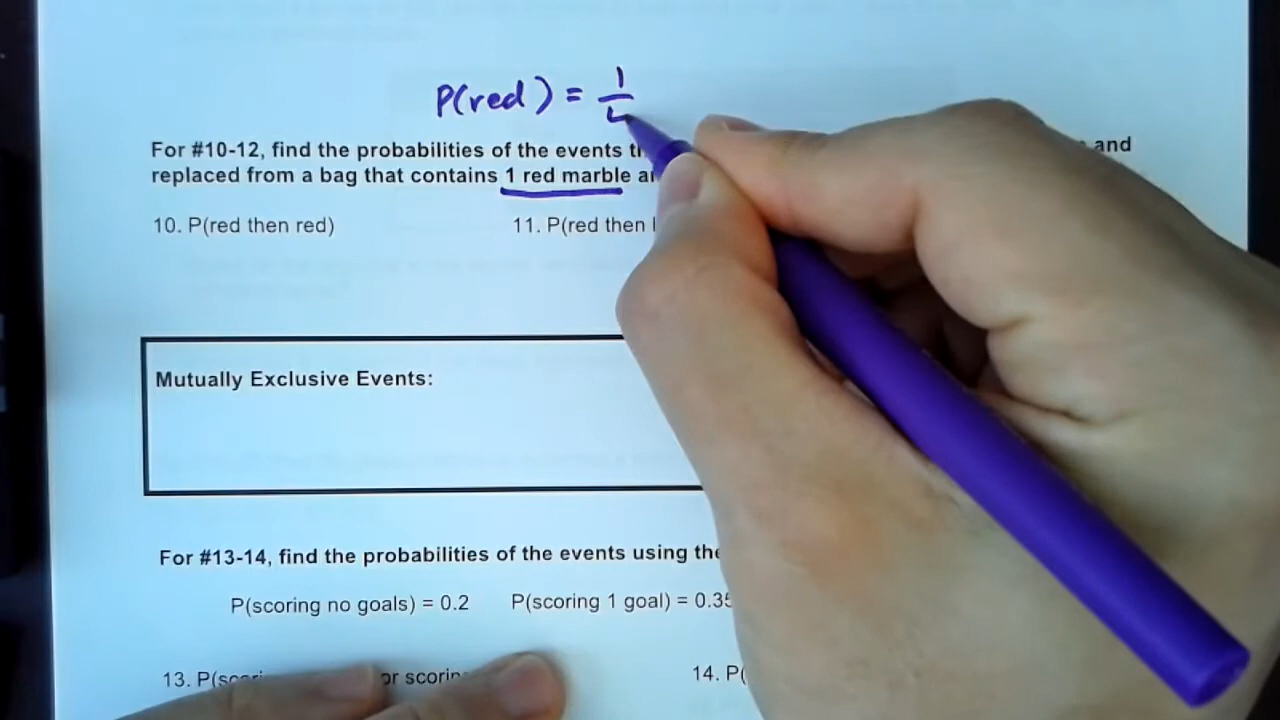 P(red) = 1/
For #10-12, find the probabilities of the events and
replaced from a bag that contains 1 red marble
10. P(red then red) 11. P(red then
Mutually Exclusive Events:
For #13-14, find the probabilities of the events using the
P(scoring no goals) = 0.2 P(scoring 1 goal) = 0.35
13. or 14. P(